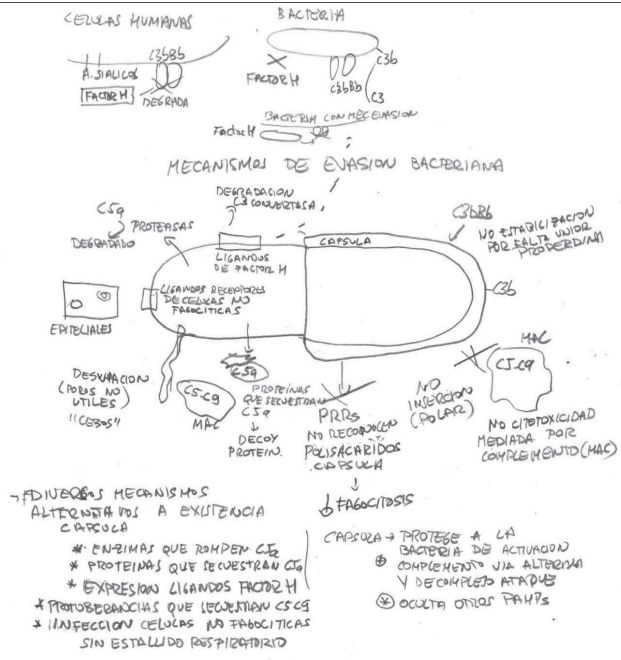 CELULAS HUMANAS
C3bBb
A. SIALICOS
FACTOR H
DEGRADA
BACTERIA
C3b
FACTOR H
C3bBb
C3
BACTERIA CON MEC EVASION
Factor H
MECANISMOS DE EVASION BACTERIANA
DEGRADACION
C3 CONVERTASA
C5a
PROTEASAS
DEGRADADO
LIGANDOS
DE FACTOR H
CAPSULA
C3bBb
NO ESTABILIZACION
POR FALTA UNION
PROPERDINA
C3b
LIGANDOS RECEPTORES
DE CELULAS NO
FAGOCITICAS
EPITELIALES
DESVIACION
(POROS NO
UTILES)
"CEBOS"
C5-C9
MAC
C5a
PROTEINAS
QUE SECUESTRAN
C5a
DECOY
PROTEIN.
PRRs
NO RECONOCEN
POLISACARIDOS
CAPSULA
FAGOCITOSIS
NO
INSERCION
(POLAR)
MAC
C5-C9
NO CITOTOXICIDAD
MEDIADA POR
COMPLEMENTO (MAC)
DIVERSOS MECANISMOS
ALTERNATIVOS A EXISTENCIA
CAPSULA
* ENZIMAS QUE ROMPEN C5a
* PROTEINAS QUE SECUESTRAN C5a
* EXPRESION LIGANDOS FACTOR H
* PROTUBERANCIAS QUE SECUESTRAN C5C9
* INFECCION CELULAS NO FAGOCITICAS
SIN ESTALLIDO RESPIRATORIO
CAPSULA → PROTEGE A LA
BACTERIA DE ACTIVACION
COMPLEMENTO VIA ALTERNA
Y DE COMPLEJO ATAQUE
* OCULTA OTROS PAMPs